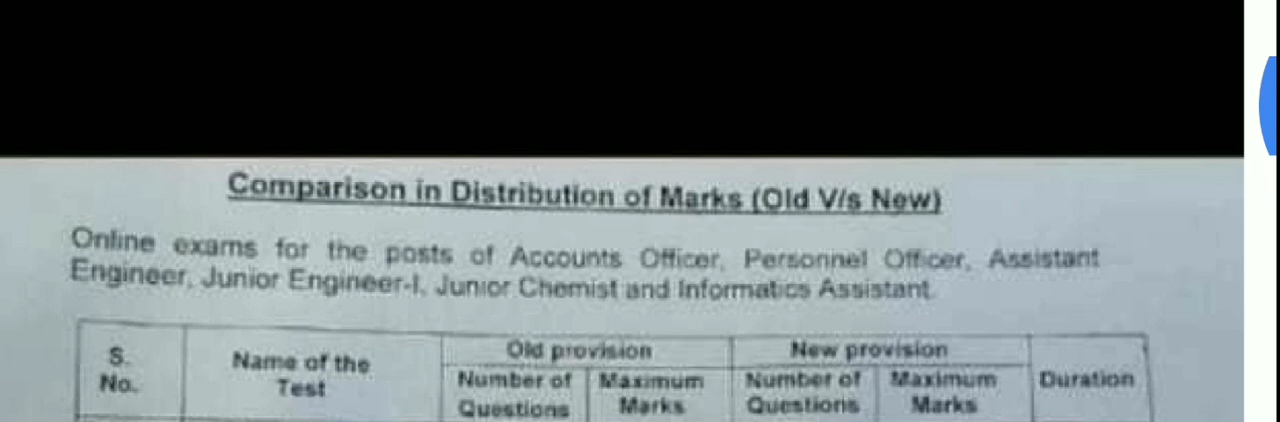 Comparison in Distribution of Marks (Old V/s New)
Online exams for the posts of Accounts Officer, Personnel Officer, Assistant
Engineer, Junior Engineer-I, Junior Chemist and Informatics Assistant.
S. No. Name of the Test Old provision New provision Duration
Number of Questions Maximum Marks Number of Questions Maximum Marks